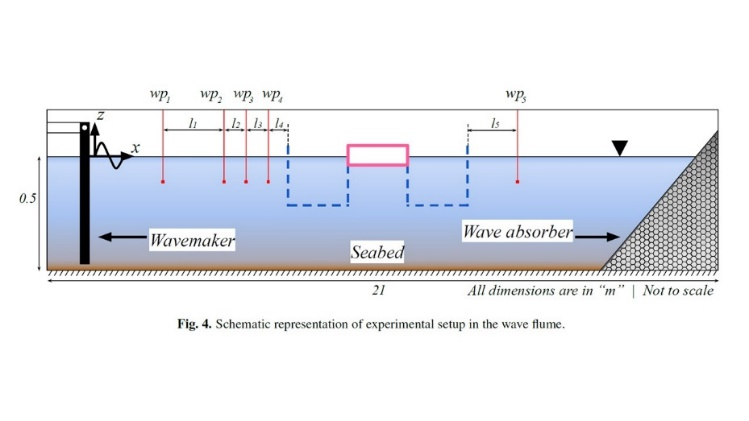 wp1 wp2 wp3 wp4 wp5
z
l1 l2 l3 l4 l5
x
0.5
Wavemaker
Wave absorber
Seabed
21
All dimensions are in "m" | Not to scale
Fig. 4. Schematic representation of experimental setup in the wave flume.